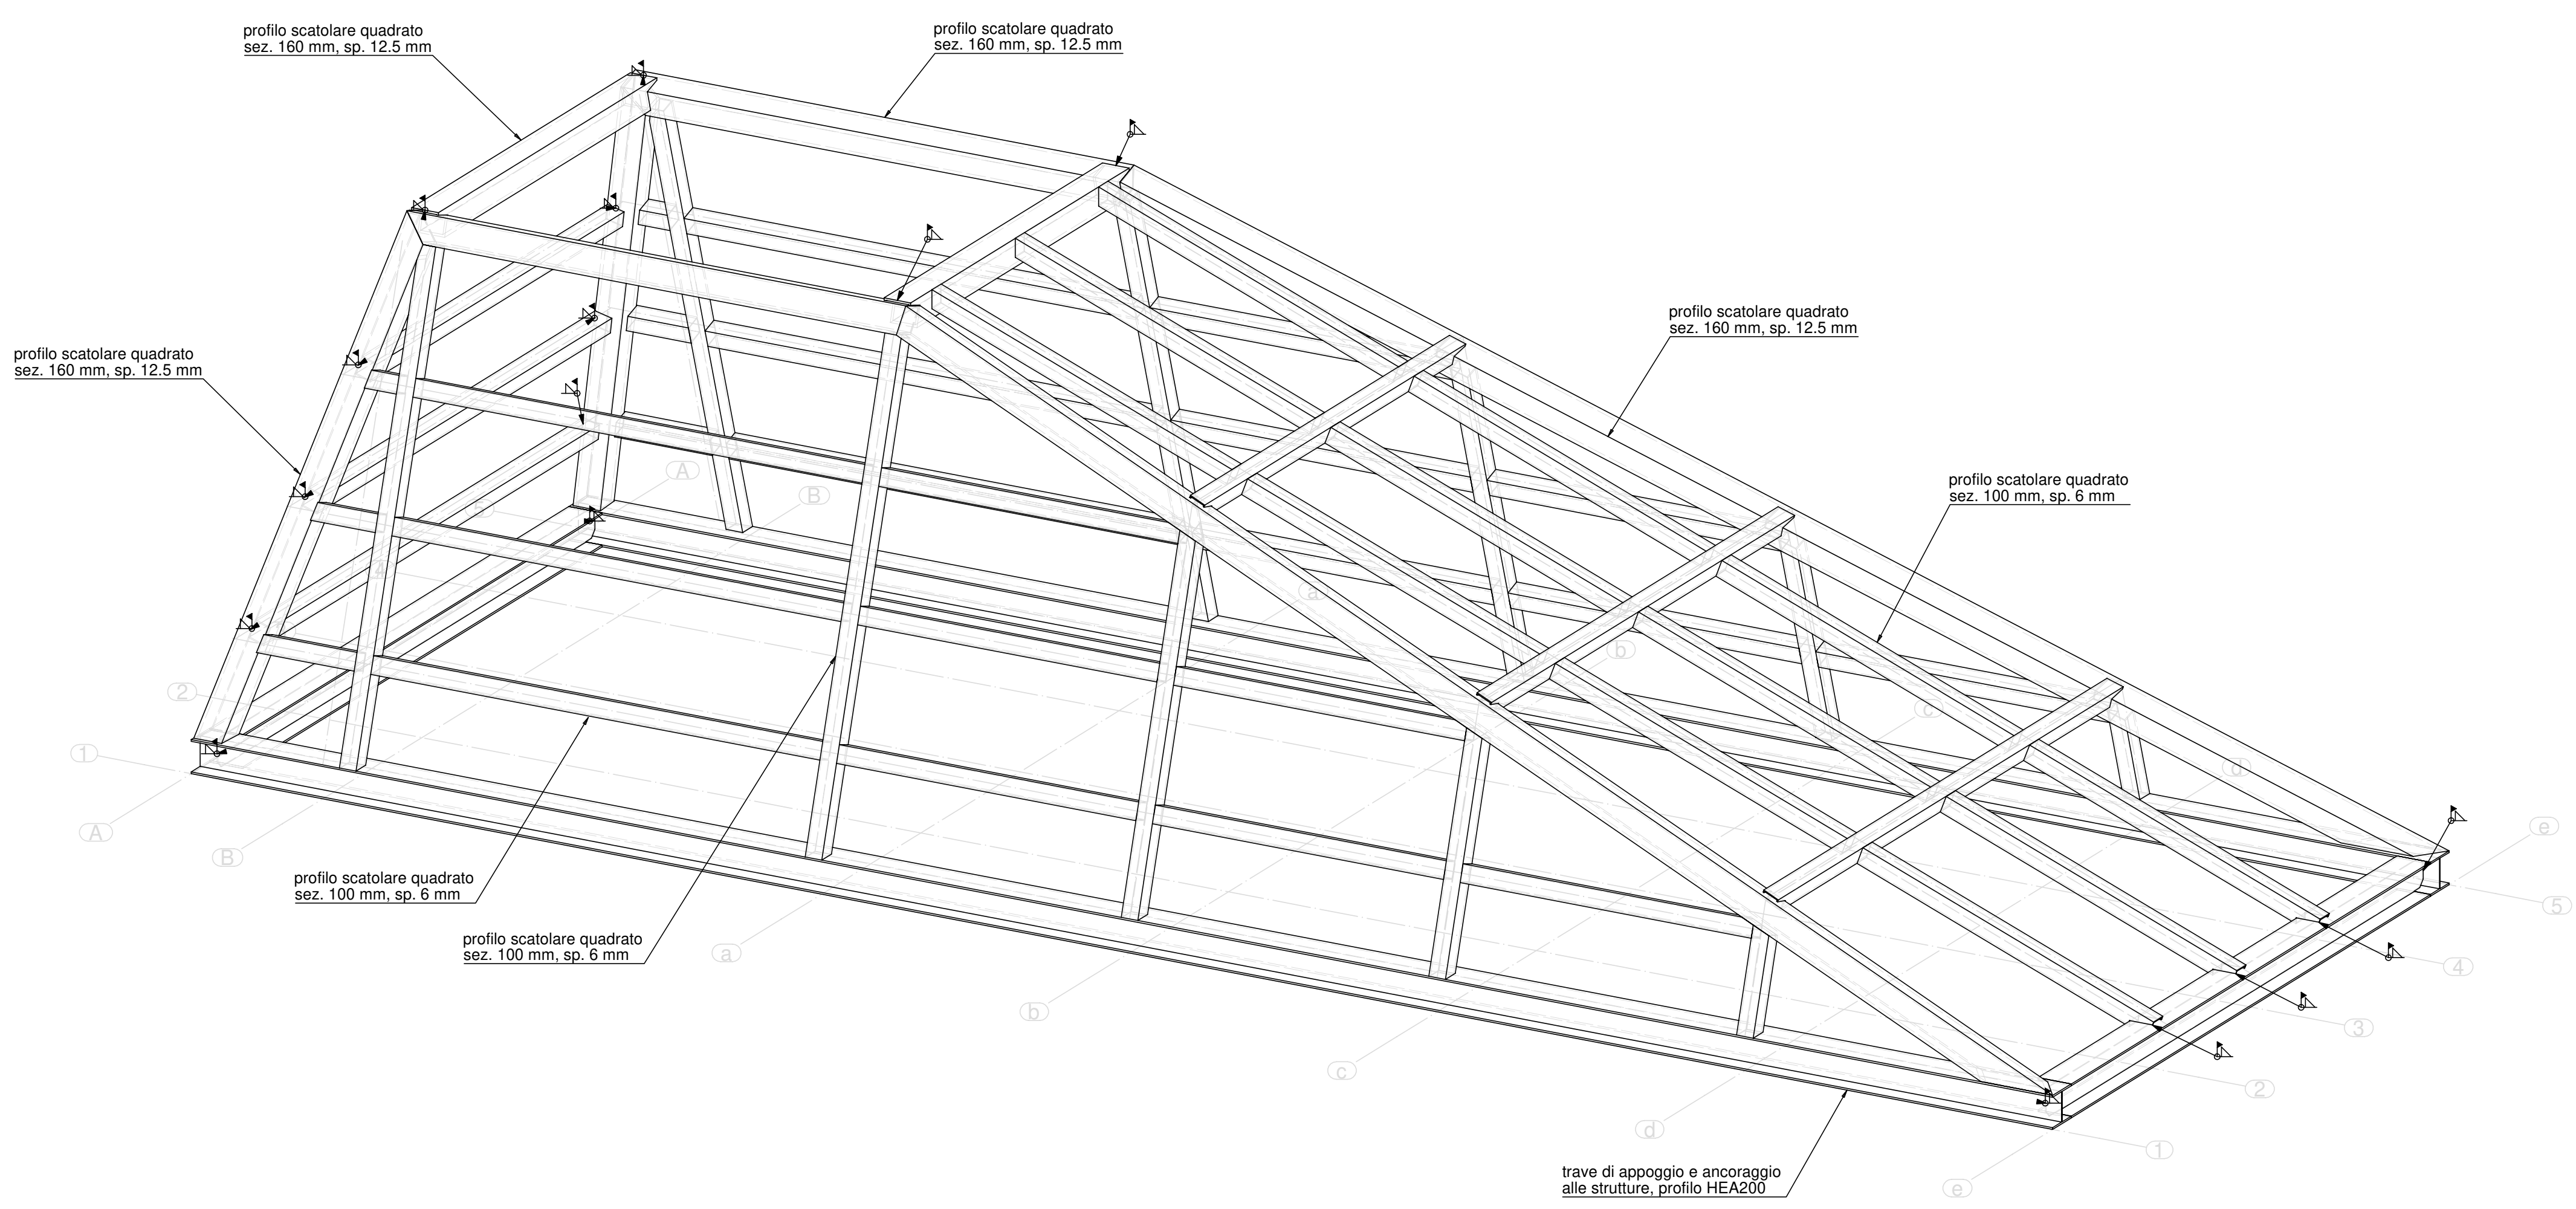 profilo scatolare quadrato
sez. 160 mm, sp. 12.5 mm
profilo scatolare quadrato
sez. 160 mm, sp. 12.5 mm
profilo scatolare quadrato
sez. 160 mm, sp. 12.5 mm
profilo scatolare quadrato
sez. 160 mm, sp. 12.5 mm
profilo scatolare quadrato
sez. 100 mm, sp. 6 mm
A
B
5
4
a
b
2
c
1
d
A
e
B
profilo scatolare quadrato
sez. 100 mm, sp. 6 mm
5
profilo scatolare quadrato
sez. 100 mm, sp. 6 mm
a
4
b
3
c
2
d
1
trave di appoggio e ancoraggio
alle strutture, profilo HEA200
e